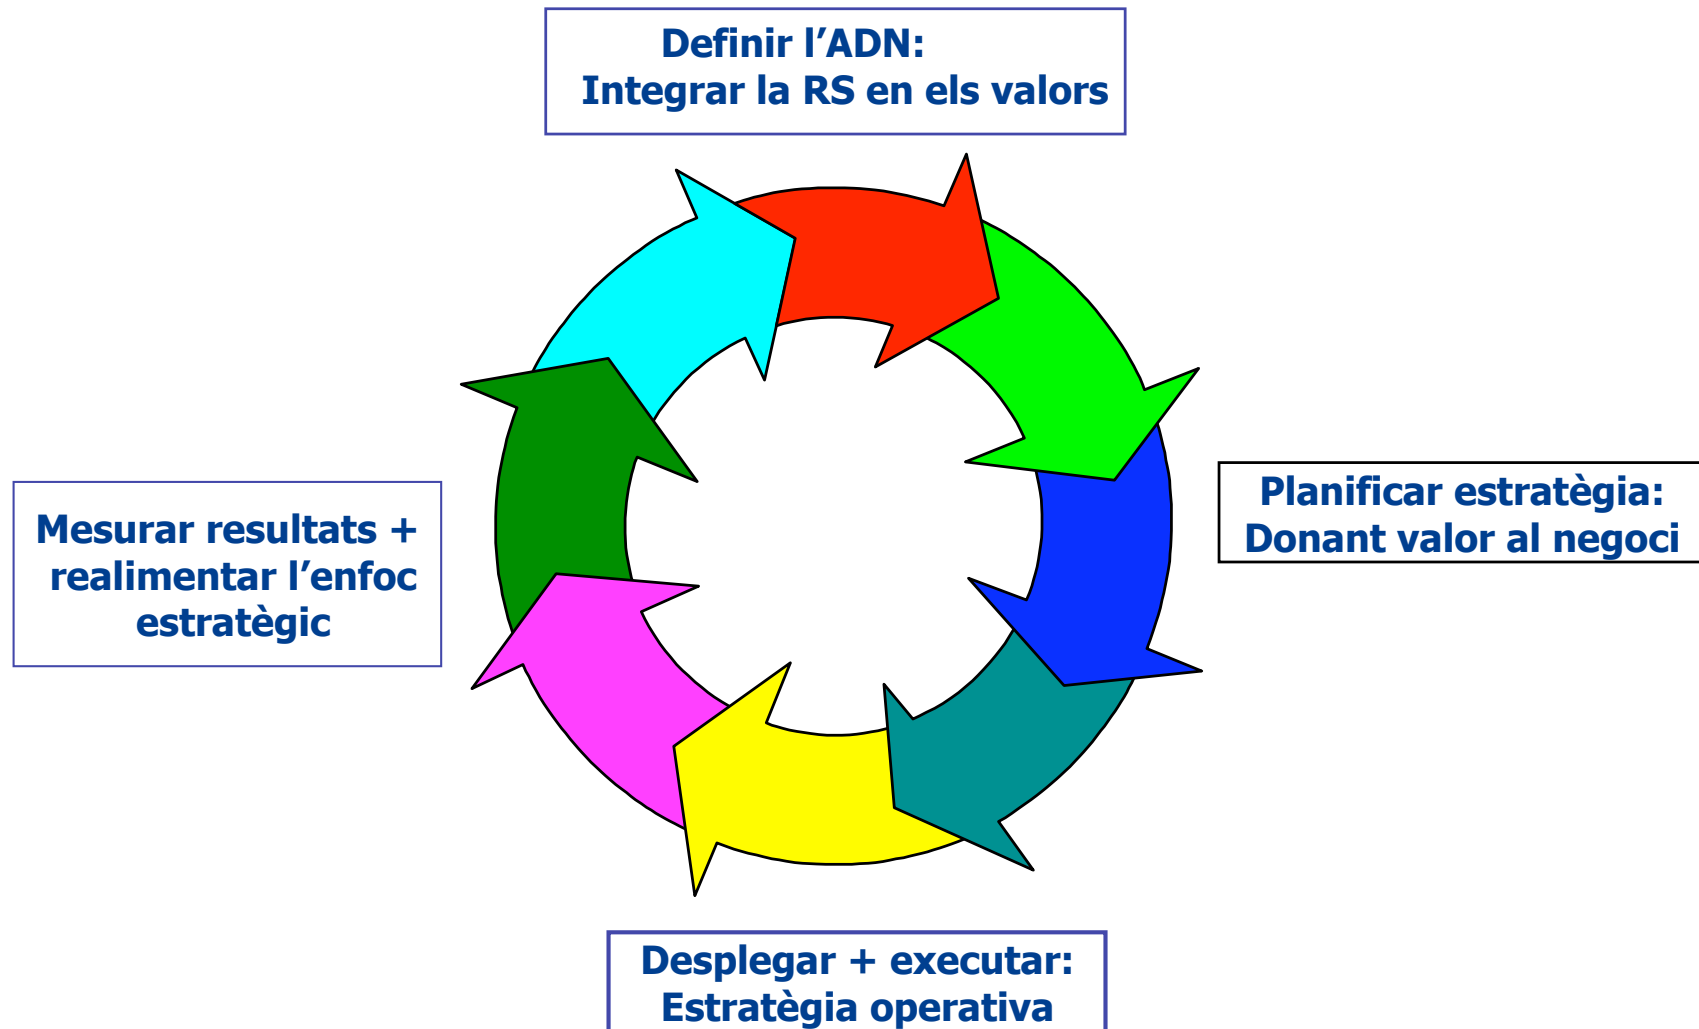 Definir l’ADN:
Integrar la RS en els valors
Planificar estratègia:
Donant valor al negoci
Mesurar resultats +
realimentar l’enfoc
estratègic
Desplegar + executar:
Estratègia operativa